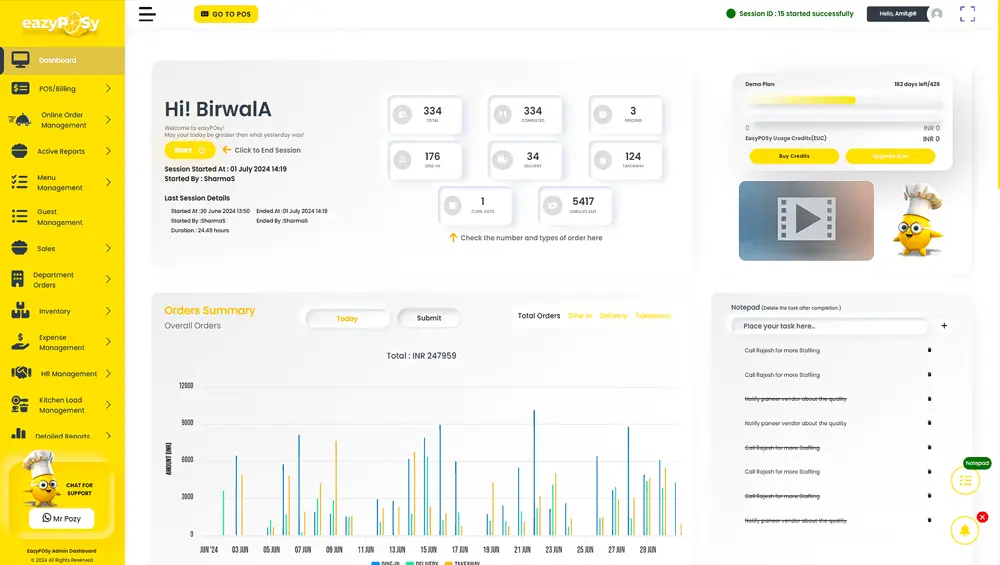 eazyPOSy
GO TO POS
Session ID : 15 started successfully
Hello, Amit@R
Dashboard
POS/Billing
Online Order
Management
Active Reports
Menu
Management
Guest
Management
Sales
Department
Orders
Inventory
Expense
Management
HR Management
Kitchen Load
Management
Detailed Reports
CHAT FOR
SUPPORT
Mr Pozy
EazyPOSy Admin Dashboard
© 2024 All Rights Reserved
Hi! BirwalA
Welcome to eazyPOsy!
May your today be greater then what yesterday was!
Start
Click to End Session
Session Started At : 01 July 2024 14:19
Started By : SharmaS
Last Session Details
Started At :30 June 2024 13:50 Ended At :01 July 2024 14:19
Started By :SharmaS Ended By :SharmaS
Duration : 24.49 hours
334
TOTAL
334
COMPLETED
3
PENDING
176
DINE-IN
34
DELIVERY
124
TAKEAWAY
1
CURR. KOTS
5417
UNBILLED AMT
Check the number and types of order here
Demo Plan
162 days left/426
0
INR 0
EazyPOSy Usage Credits(EUC)
INR 0
Buy Credits
Upgrade Now
Orders Summary
Overall Orders
Today
Submit
Total Orders Dine In Delivery Takeaway
Total : INR 247959
AMOUNT (INR)
12000
9000
6000
3000
0
JUN '24 03 JUN 05 JUN 07 JUN 09 JUN 11 JUN 13 JUN 15 JUN 17 JUN 19 JUN 21 JUN 23 JUN 25 JUN 27 JUN 29 JUN
DINE-IN DELIVERY TAKEAWAY
Notepad (Delete the task after completion.)
Place your task here..
+
Call Rajesh for more Staffing
Call Rajesh for more Staffing
Notify paneer vendor about the quality
Notify paneer vendor about the quality
Call Rajesh for more Staffing
Call Rajesh for more Staffing
Call Rajesh for more Staffing
Notify paneer vendor about the quality
Notepad